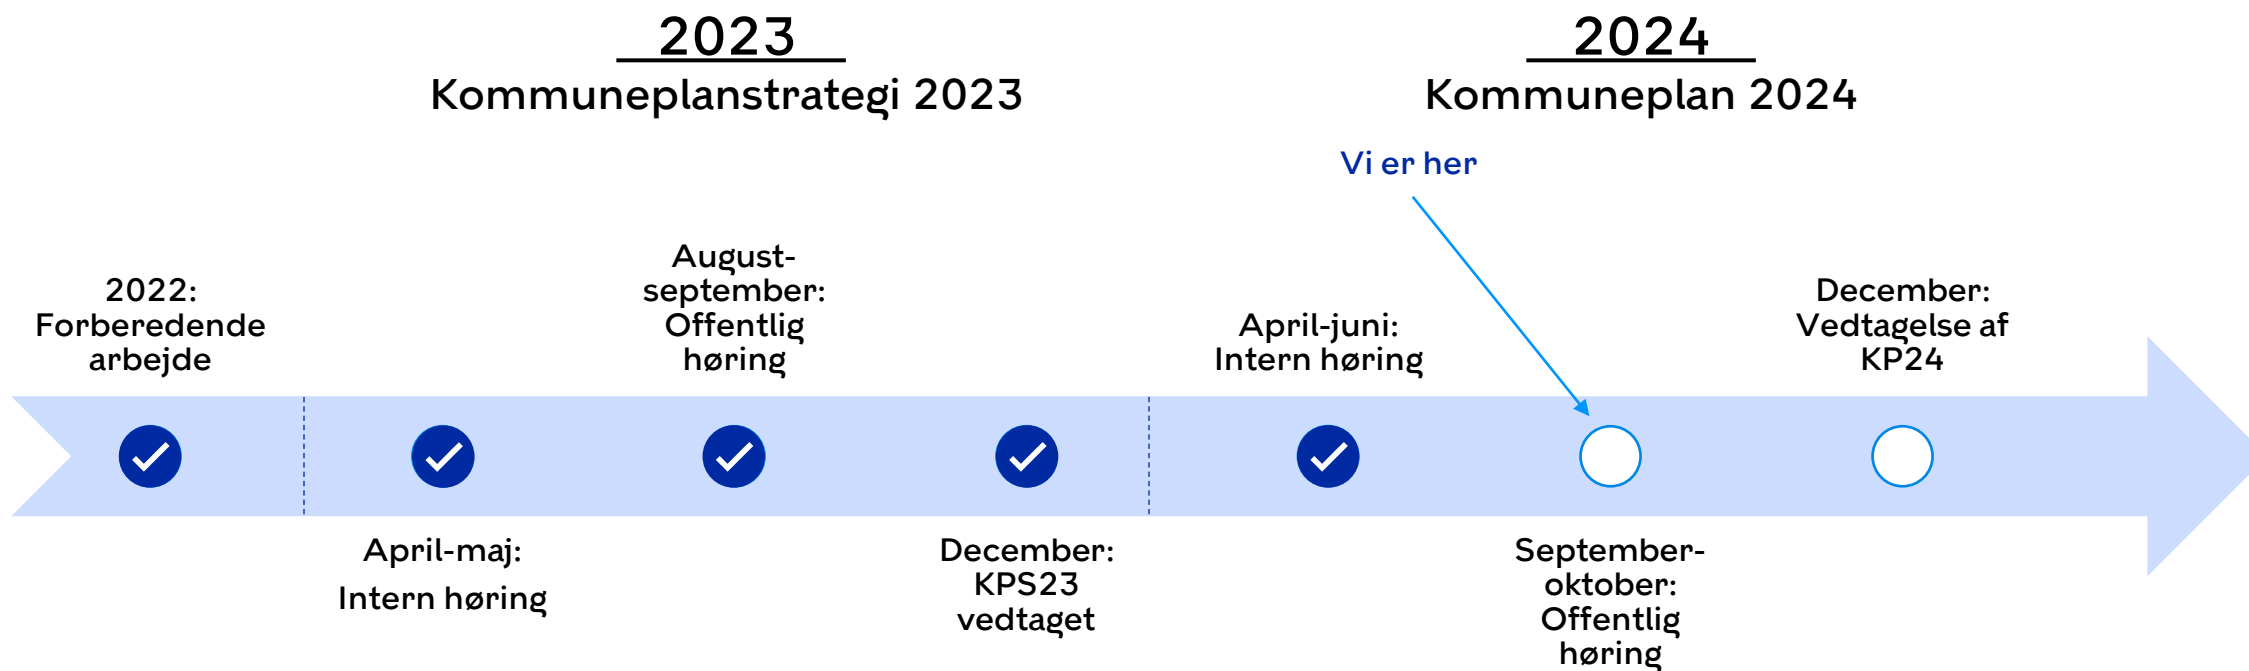 2023
Kommuneplanstrategi 2023
2024
Kommuneplan 2024
Vi er her
2022:
Forberedende
arbejde
April-maj:
Intern høring
August-
september:
Offentlig
høring
December:
KPS23
vedtaget
April-juni:
Intern høring
September-
oktober:
Offentlig
høring
December:
Vedtagelse af
KP24